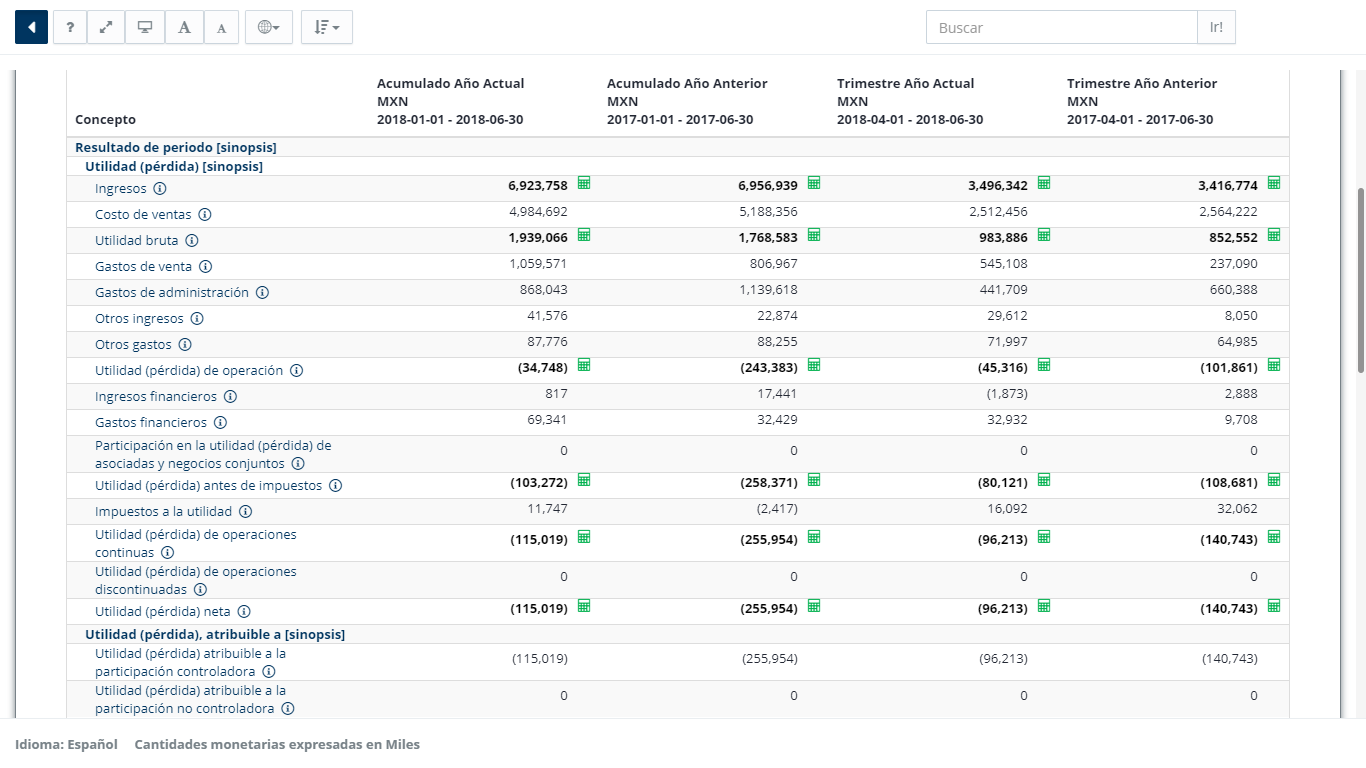 ?
A
A
Buscar
Ir!
Concepto
Acumulado Año Actual
MXN
2018-01-01 - 2018-06-30
Acumulado Año Anterior
MXN
2017-01-01 - 2017-06-30
Trimestre Año Actual
MXN
2018-04-01 - 2018-06-30
Trimestre Año Anterior
MXN
2017-04-01 - 2017-06-30
Resultado de periodo [sinopsis]
Utilidad (pérdida) [sinopsis]
Ingresos 6,923,758 6,956,939 3,496,342 3,416,774
Costo de ventas 4,984,692 5,188,356 2,512,456 2,564,222
Utilidad bruta 1,939,066 1,768,583 983,886 852,552
Gastos de venta 1,059,571 806,967 545,108 237,090
Gastos de administración 868,043 1,139,618 441,709 660,388
Otros ingresos 41,576 22,874 29,612 8,050
Otros gastos 87,776 88,255 71,997 64,985
Utilidad (pérdida) de operación (34,748) (243,383) (45,316) (101,861)
Ingresos financieros 817 17,441 (1,873) 2,888
Gastos financieros 69,341 32,429 32,932 9,708
Participación en la utilidad (pérdida) de
asociadas y negocios conjuntos 0 0 0 0
Utilidad (pérdida) antes de impuestos (103,272) (258,371) (80,121) (108,681)
Impuestos a la utilidad 11,747 (2,417) 16,092 32,062
Utilidad (pérdida) de operaciones
continuas (115,019) (255,954) (96,213) (140,743)
Utilidad (pérdida) de operaciones
discontinuadas 0 0 0 0
Utilidad (pérdida) neta (115,019) (255,954) (96,213) (140,743)
Utilidad (pérdida), atribuible a [sinopsis]
Utilidad (pérdida) atribuible a la
participación controladora (115,019) (255,954) (96,213) (140,743)
Utilidad (pérdida) atribuible a la
participación no controladora 0 0 0 0
Idioma: Español Cantidades monetarias expresadas en Miles